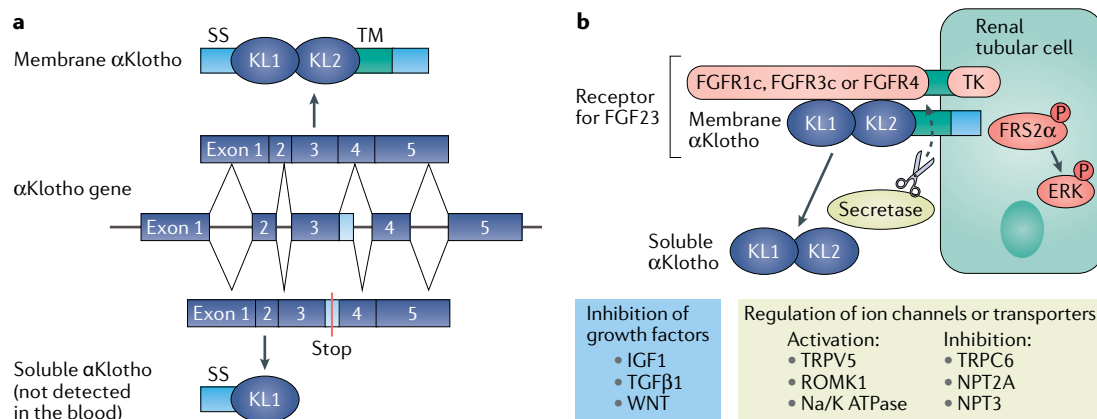 a
SS
TM
Membrane αKlotho
KL1
KL2
Exon 1
2
3
4
5
αKlotho gene
Exon 1
2
3
4
5
Exon 1
2
3
4
5
Stop
Soluble αKlotho
(not detected
in the blood)
SS
KL1
b
Renal
tubular cell
Receptor
for FGF23
FGFR1c, FGFR3c or FGFR4
TK
Membrane
αKlotho
KL1
KL2
P
FRS2α
P
ERK
Secretase
Soluble
αKlotho
KL1
KL2
Inhibition of
growth factors
• IGF1
• TGFβ1
• WNT
Regulation of ion channels or transporters
Activation:
• TRPV5
• ROMK1
• Na/K ATPase
Inhibition:
• TRPC6
• NPT2A
• NPT3